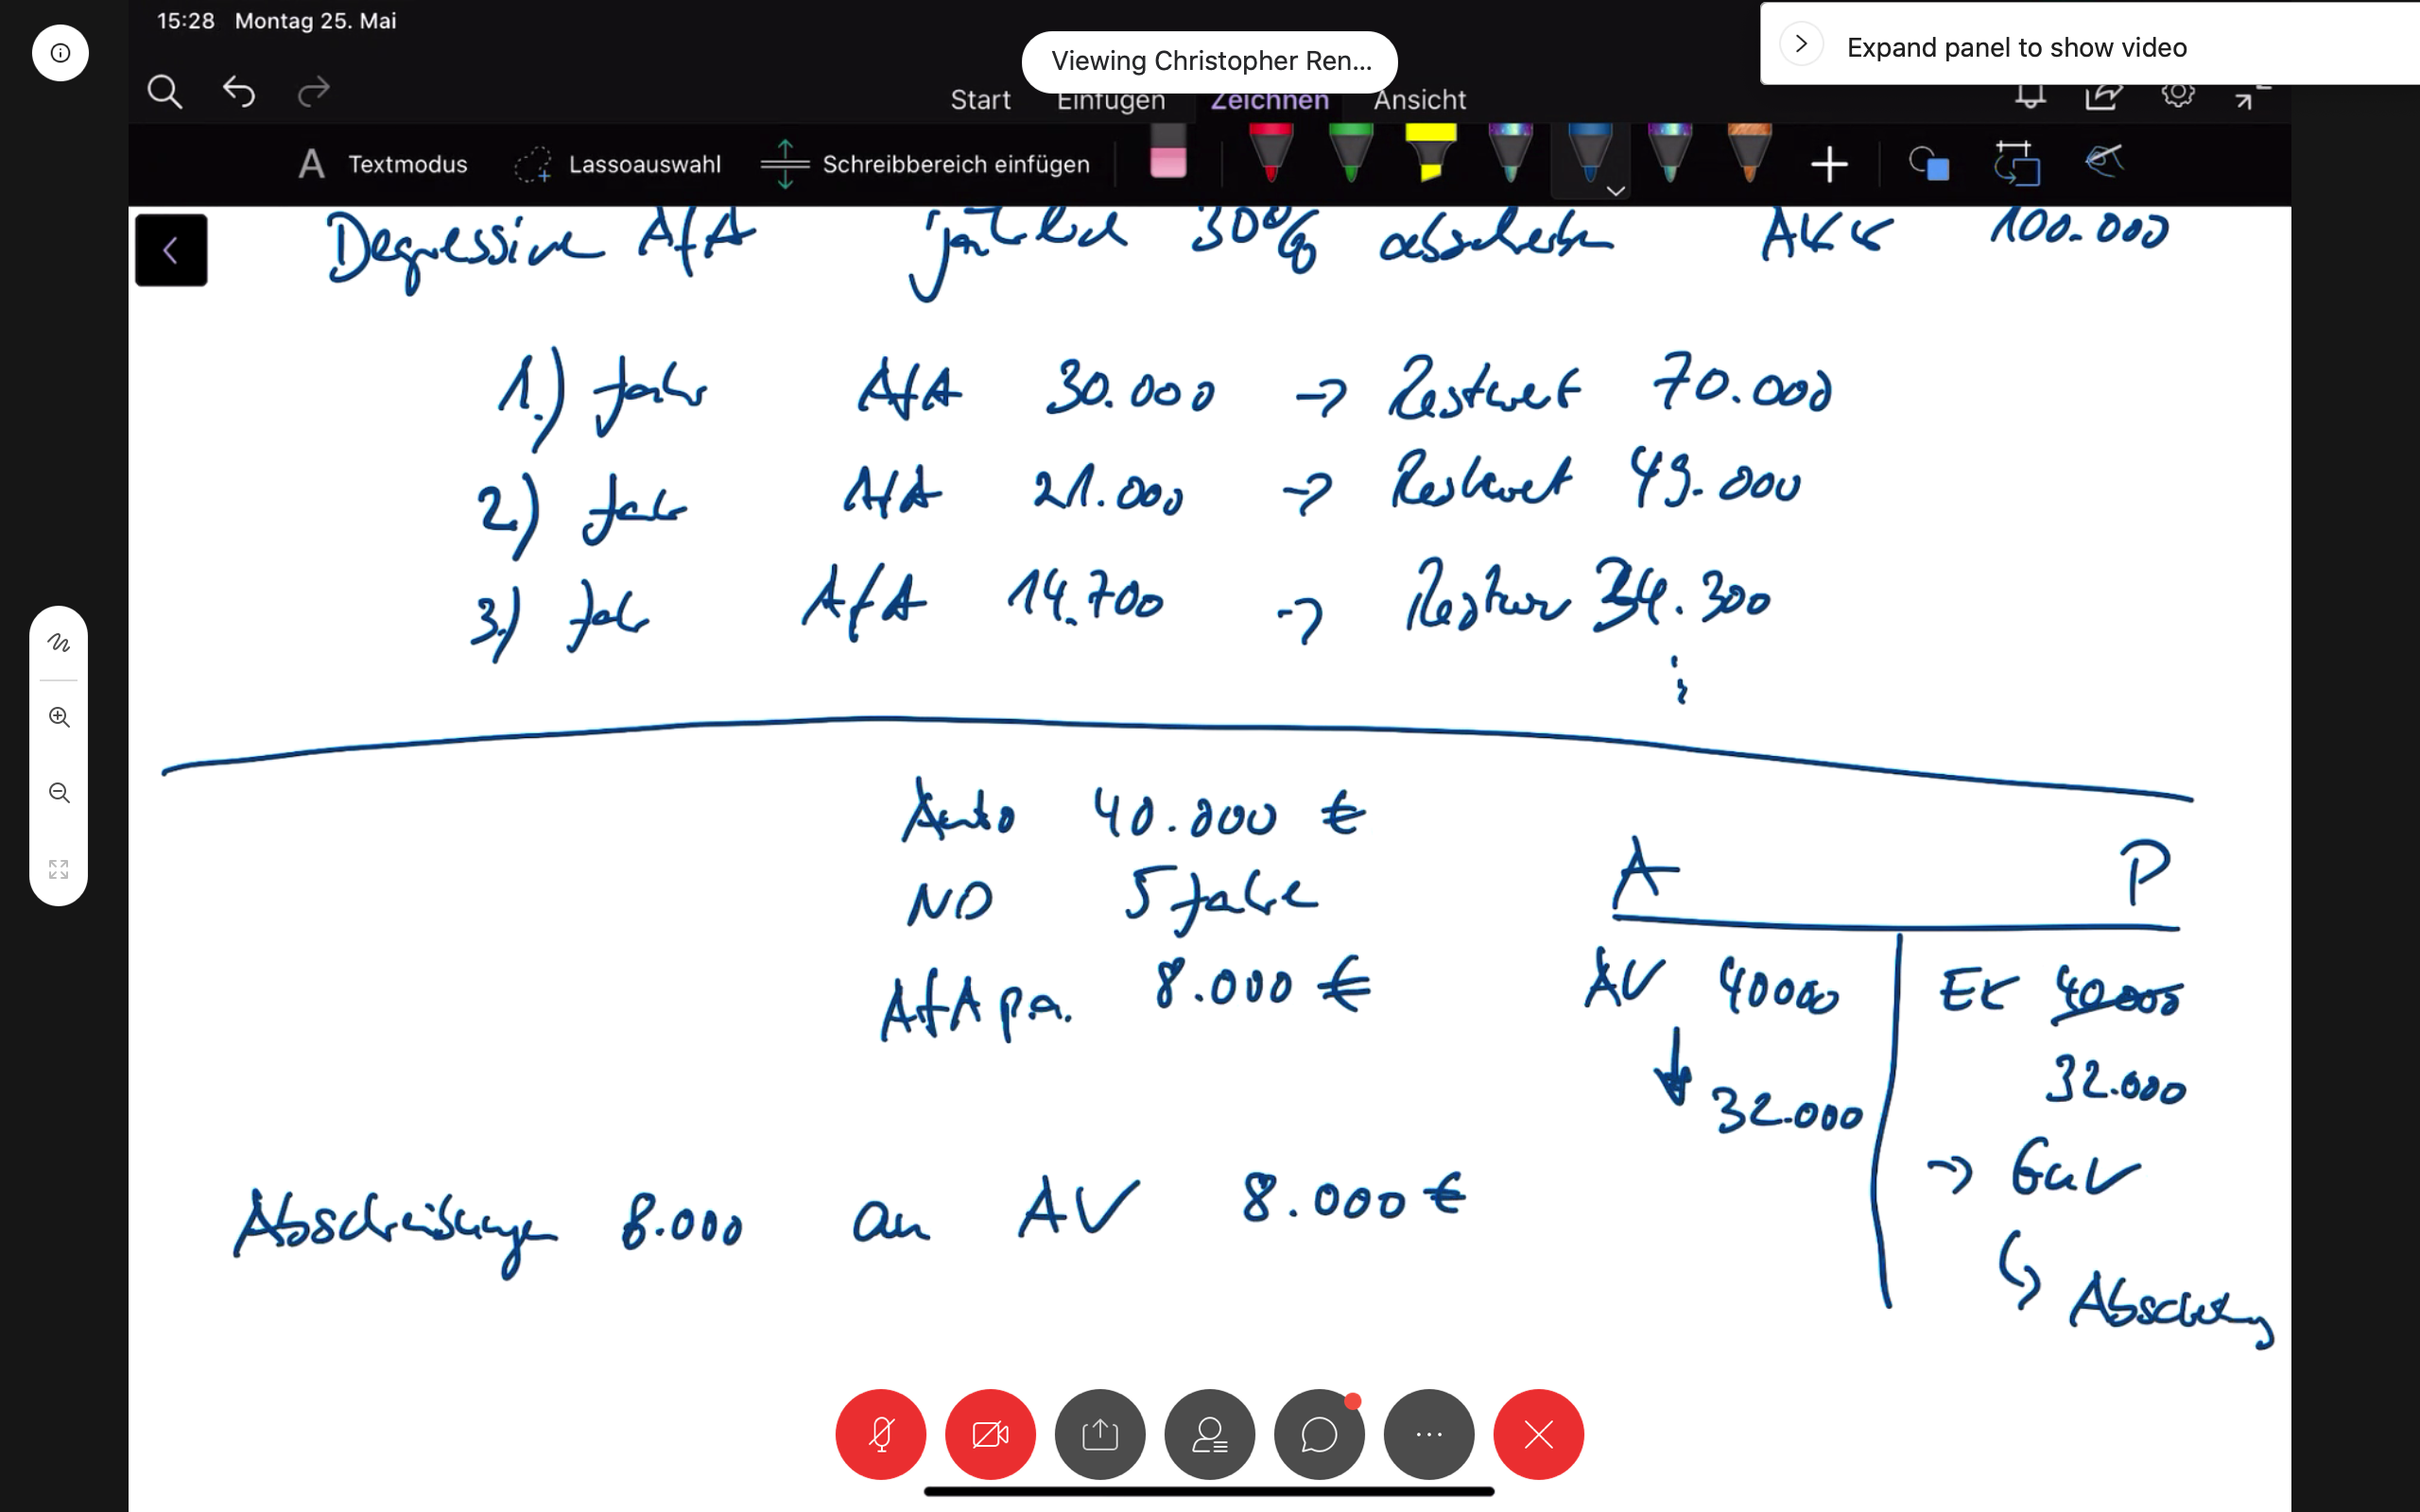 15:28 Montag 25. Mai
Viewing Christopher Ren...
Expand panel to show video
Start Einfügen Zeichnen Ansicht
A Textmodus Lassoauswahl Schreibbereich einfügen
Degressive AfA jährlich 30% abschreiben AKs 100.000
1.) Jahr AfA 30.000 -> Restwert 70.000
2.) Jahr AfA 21.000 -> Restwert 49.000
3.) Jahr AfA 14.700 -> Restwer 34.300
Auto 40.000 €
ND 5 Jahre
AfA p.a. 8.000 €
A P
AV 40000 EK 40.000
32.000 32.000
-> GuV
Abschreibung
Abschreibungen 8.000 an AV 8.000 €